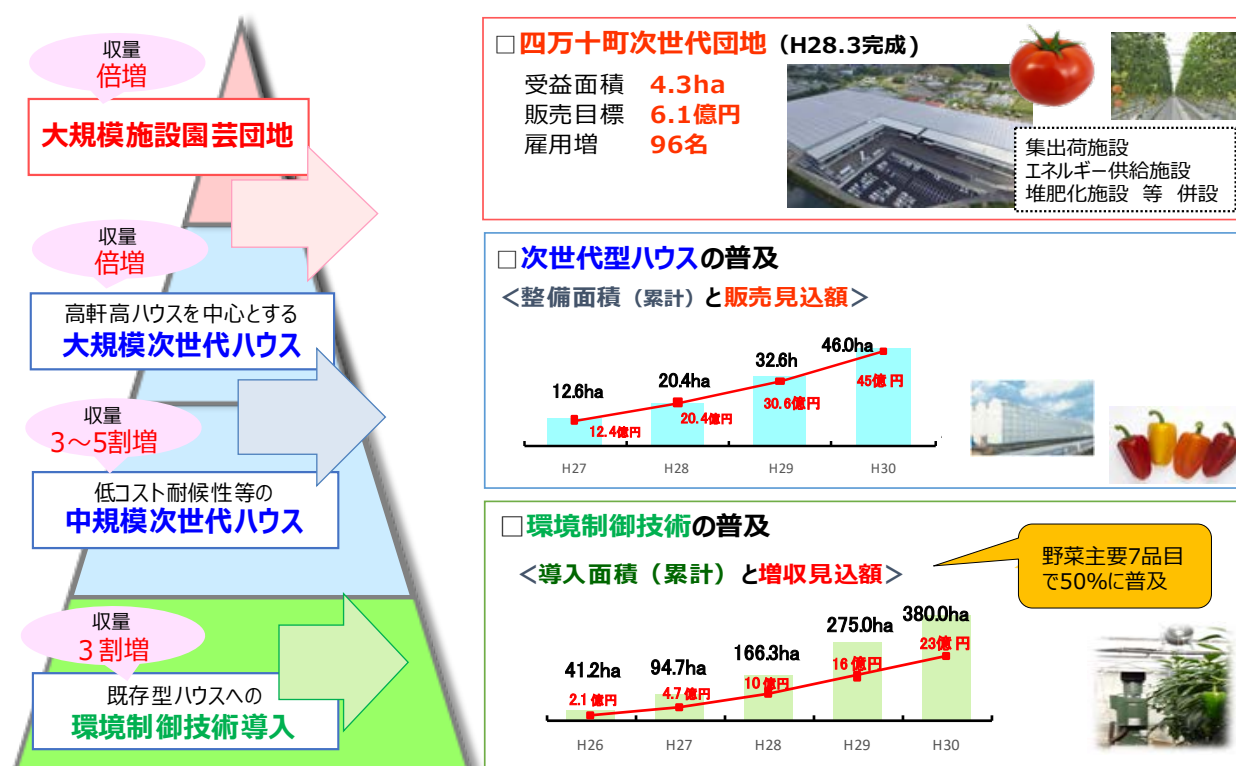 収量
倍増
大規模施設園芸団地
収量
倍増
高軒高ハウスを中心とする
大規模次世代ハウス
収量
3～5割増
低コスト耐候性等の
中規模次世代ハウス
収量
３割増
既存型ハウスへの
環境制御技術導入
□四万十町次世代団地（H28.3完成）
受益面積 4.3ha
販売目標 6.1億円
雇用増 96名
集出荷施設
エネルギー供給施設
堆肥化施設 等 併設
□次世代型ハウスの普及
＜整備面積（累計）と販売見込額＞
12.6ha 20.4ha 32.6h 46.0ha
12.4億円 20.4億円 30.6億円 45億円
H27 H28 H29 H30
□環境制御技術の普及
＜導入面積（累計）と増収見込額＞
野菜主要7品目
で50%に普及
41.2ha 94.7ha 166.3ha 275.0ha 380.0ha
2.1億円 4.7億円 10億円 16億円 23億円
H26 H27 H28 H29 H30